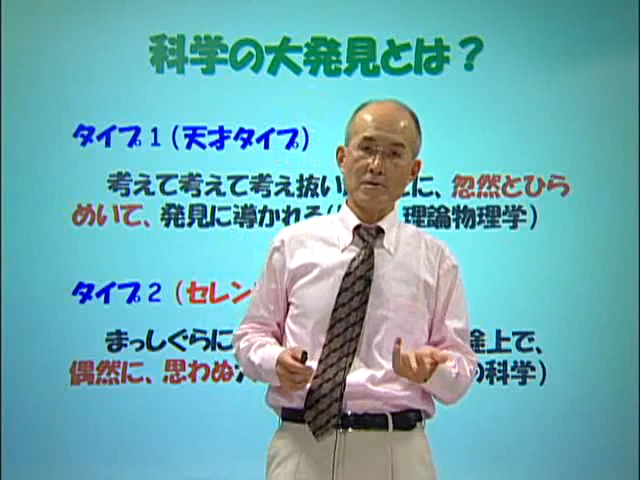 科学の大発見とは？
タイプ1（天才タイプ）
考えて考えて考え抜い に、忽然とひら
めいて、発見に導かれる（ 理論物理学）
タイプ2（セレン
まっしぐらに 途上で、
偶然に、思わぬ の科学）